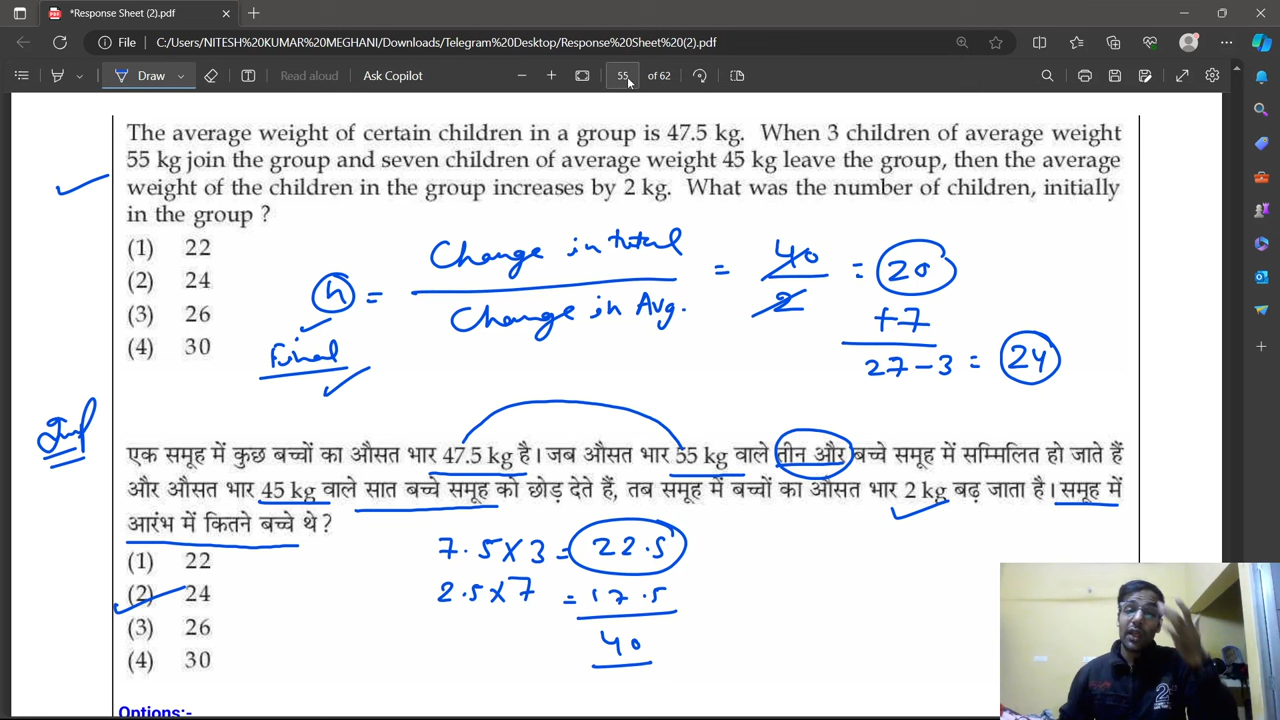 *Response Sheet (2).pdf
File C:/Users/NITESH%20KUMAR%20MEGHANI/Downloads/Telegram%20Desktop/Response%20Sheet%20(2).pdf
Draw Read aloud Ask Copilot 55 of 62
The average weight of certain children in a group is 47.5 kg. When 3 children of average weight
55 kg join the group and seven children of average weight 45 kg leave the group, then the average
weight of the children in the group increases by 2 kg. What was the number of children, initially
in the group ?
(1) 22
(2) 24
(3) 26
(4) 30
n = Change in total / Change in Avg. = 40 / 2 = 20
+7
27 - 3 = 24
Final
एक समूह में कुछ बच्चों का औसत भार 47.5 kg है। जब औसत भार 55 kg वाले तीन और बच्चे समूह में सम्मिलित हो जाते हैं
और औसत भार 45 kg वाले सात बच्चे समूह को छोड़ देते हैं, तब समूह में बच्चों का औसत भार 2 kg बढ़ जाता है। समूह में
आरंभ में कितने बच्चे थे ?
(1) 22
(2) 24
(3) 26
(4) 30
7.5 X 3 = 22.5
2.5 X 7 = 17.5
40
Options:-